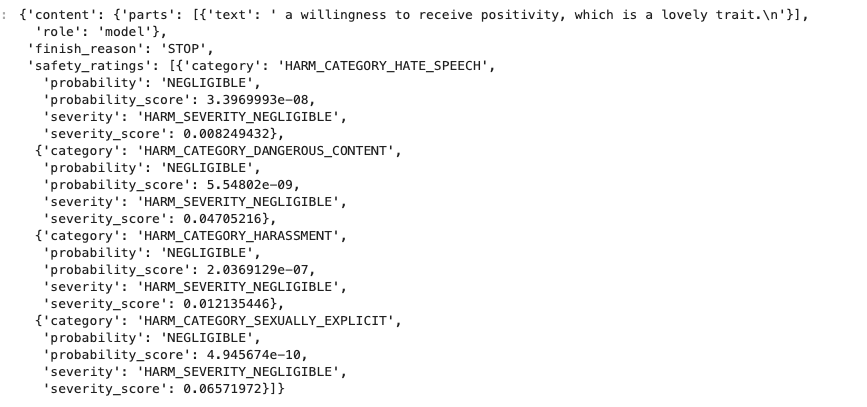 : {'content': {'parts': [{'text': ' a willingness to receive positivity, which is a lovely trait.\n'}],
'role': 'model'},
'finish_reason': 'STOP',
'safety_ratings': [{'category': 'HARM_CATEGORY_HATE_SPEECH',
'probability': 'NEGLIGIBLE',
'probability_score': 3.3969993e-08,
'severity': 'HARM_SEVERITY_NEGLIGIBLE',
'severity_score': 0.008249432},
{'category': 'HARM_CATEGORY_DANGEROUS_CONTENT',
'probability': 'NEGLIGIBLE',
'probability_score': 5.54802e-09,
'severity': 'HARM_SEVERITY_NEGLIGIBLE',
'severity_score': 0.04705216},
{'category': 'HARM_CATEGORY_HARASSMENT',
'probability': 'NEGLIGIBLE',
'probability_score': 2.0369129e-07,
'severity': 'HARM_SEVERITY_NEGLIGIBLE',
'severity_score': 0.012135446},
{'category': 'HARM_CATEGORY_SEXUALLY_EXPLICIT',
'probability': 'NEGLIGIBLE',
'probability_score': 4.945674e-10,
'severity': 'HARM_SEVERITY_NEGLIGIBLE',
'severity_score': 0.06571972}]}